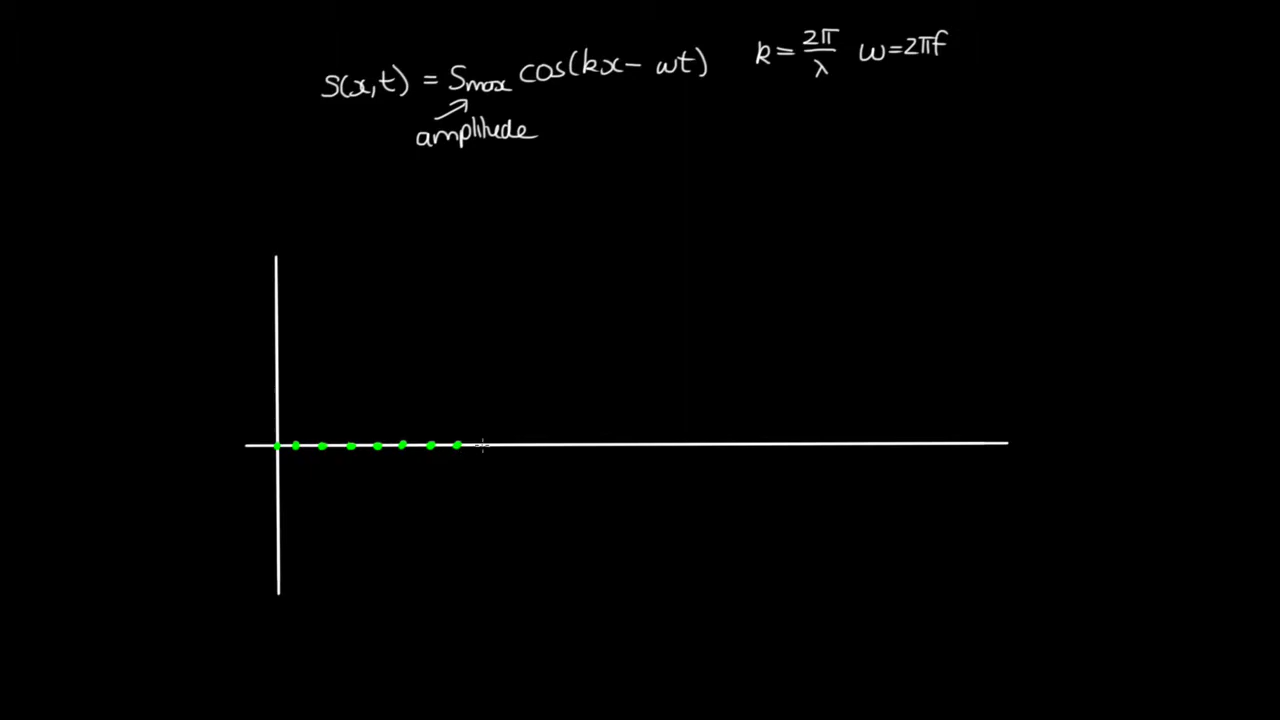 S(x,t) = Smax cos(kx - ωt) k = 2π/λ ω=2πf
amplitude